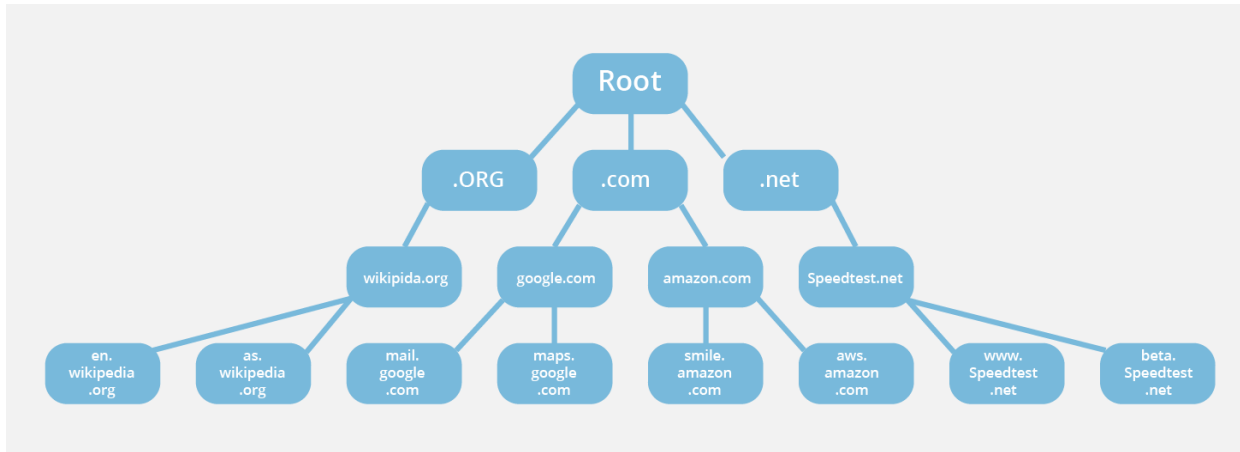 Root
.ORG
.com
.net
wikipida.org
google.com
amazon.com
Speedtest.net
en.
wikipedia
.org
as.
wikipedia
.org
mail.
google
.com
maps.
google
.com
smile.
amazon
.com
aws.
amazon
.com
www.
Speedtest
.net
beta.
Speedtest
.net